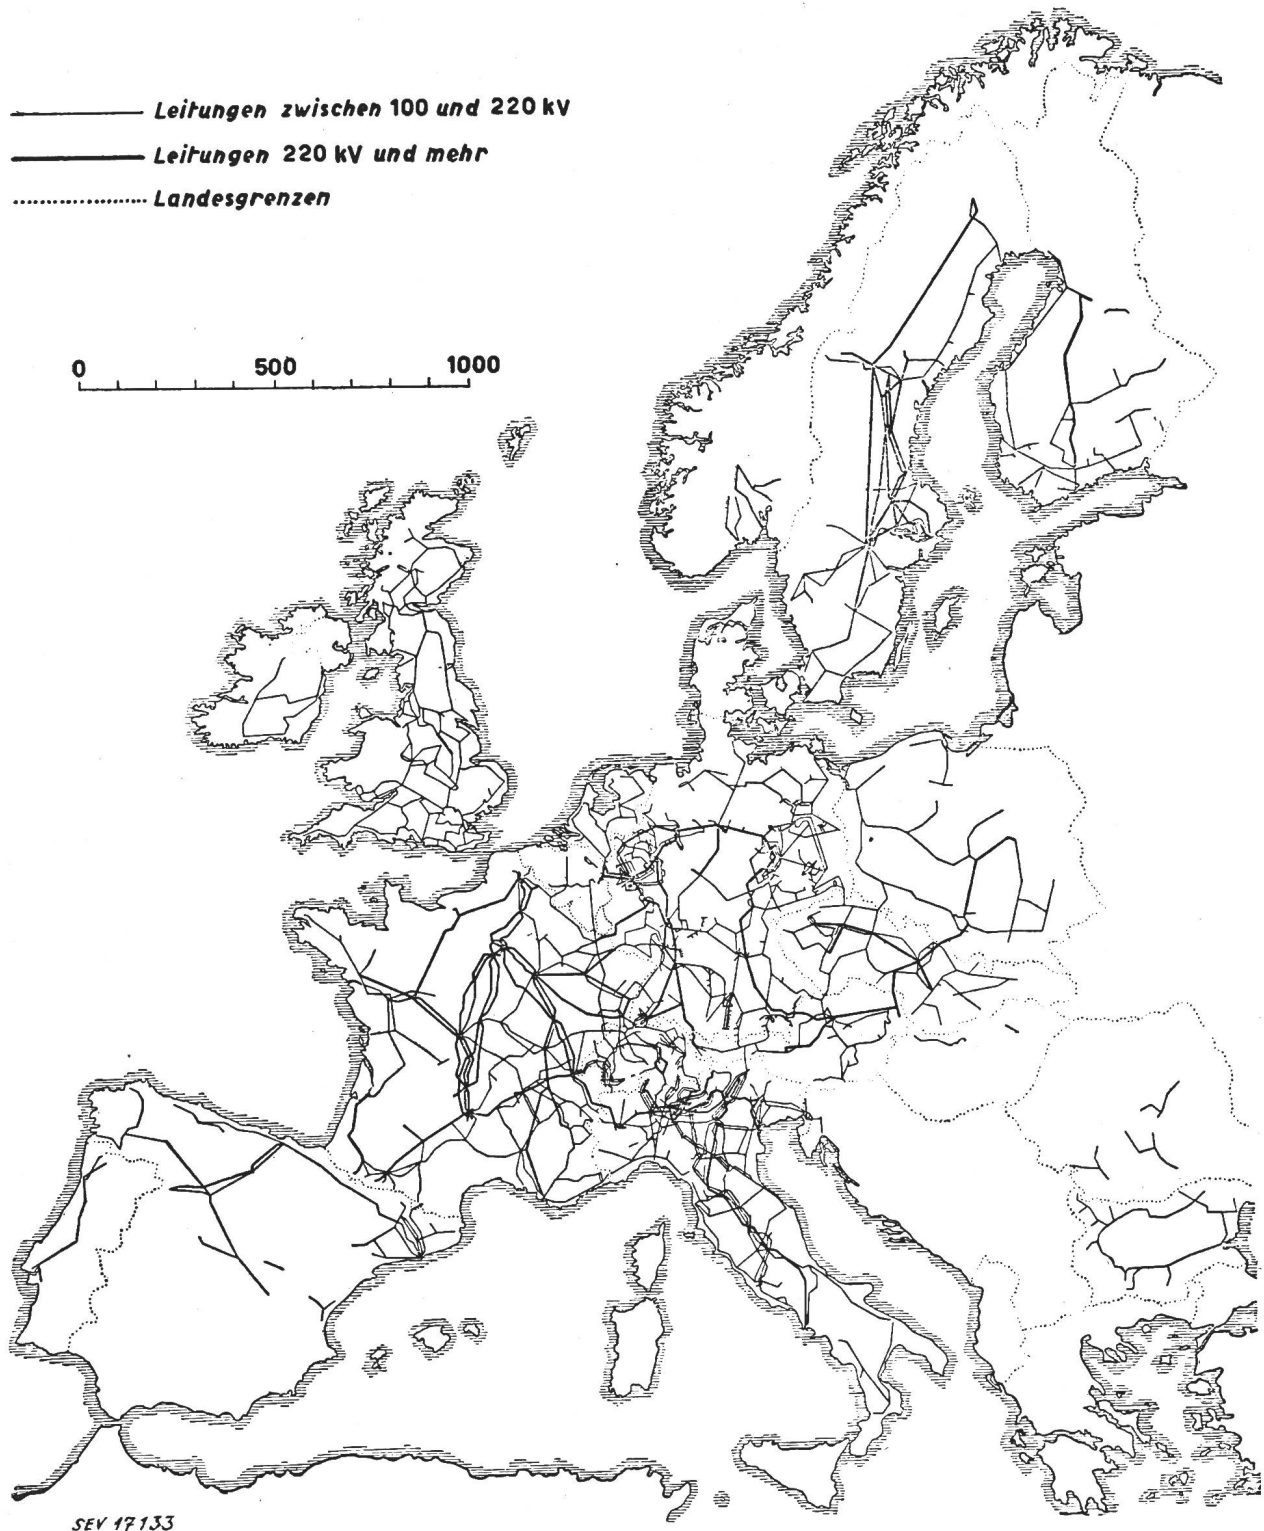 Leitungen zwischen 100 und 220 kV
Leitungen 220 kV und mehr
Landesgrenzen
0 500 1000
SEV 17133